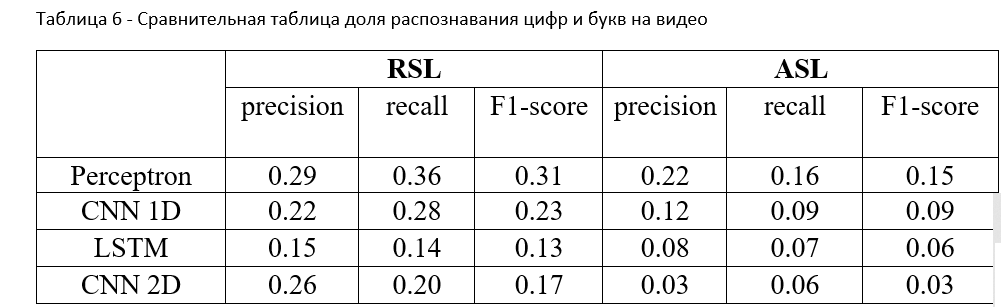 Таблица 6 - Сравнительная таблица доля распознавания цифр и букв на видео
RSL ASL
precision recall F1-score precision recall F1-score
Perceptron 0.29 0.36 0.31 0.22 0.16 0.15
CNN 1D 0.22 0.28 0.23 0.12 0.09 0.09
LSTM 0.15 0.14 0.13 0.08 0.07 0.06
CNN 2D 0.26 0.20 0.17 0.03 0.06 0.03